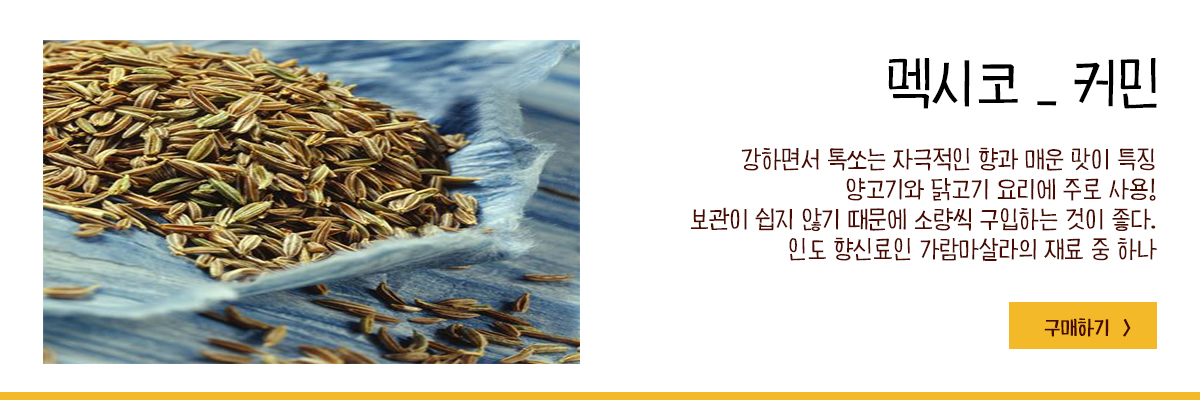 멕시코 _ 커민
강하면서 톡쏘는 자극적인 향과 매운 맛이 특징
양고기와 닭고기 요리에 주로 사용!
보관이 쉽지 않기 때문에 소량씩 구입하는 것이 좋다.
인도 향신료인 가람마살라의 재료 중 하나
구매하기 >